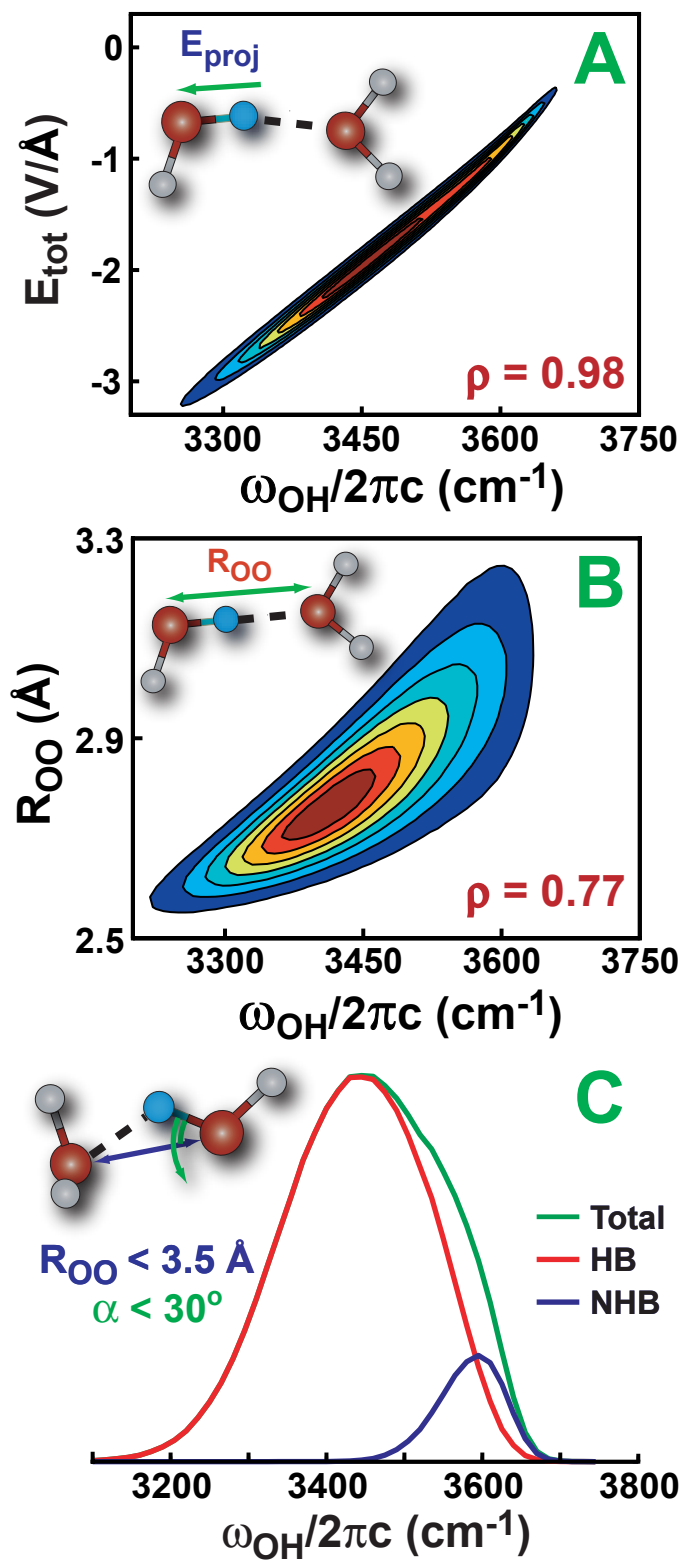 A
E_proj
0
-1
-2
-3
E_tot (V/Å)
ρ = 0.98
3300 3450 3600 3750
ω_OH/2πc (cm⁻¹)
B
R_OO
3.3
2.9
2.5
R_OO (Å)
ρ = 0.77
3300 3450 3600 3750
ω_OH/2πc (cm⁻¹)
C
R_OO < 3.5 Å
α < 30º
Total
HB
NHB
3200 3400 3600 3800
ω_OH/2πc (cm⁻¹)